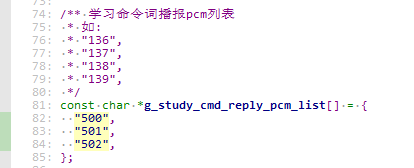 74: /** 学习命令词播报pcm列表
75:  * 如:
76:  * "136",
77:  * "137",
78:  * "138",
79:  * "139",
80:  */
81: const char *g_study_cmd_reply_pcm_list[] = {
82:   "500",
83:   "501",
84:   "502",
85: };